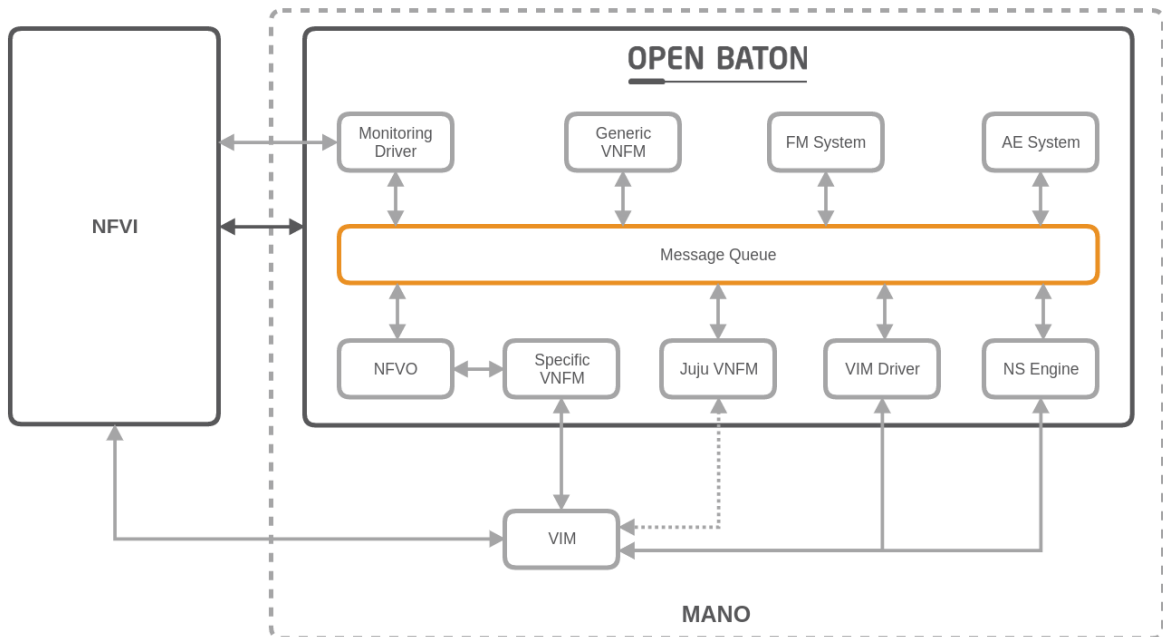 OPEN BATON
Monitoring
Driver
Generic
VNFM
FM System
AE System
NFVI
Message Queue
NFVO
Specific
VNFM
Juju VNFM
VIM Driver
NS Engine
VIM
MANO